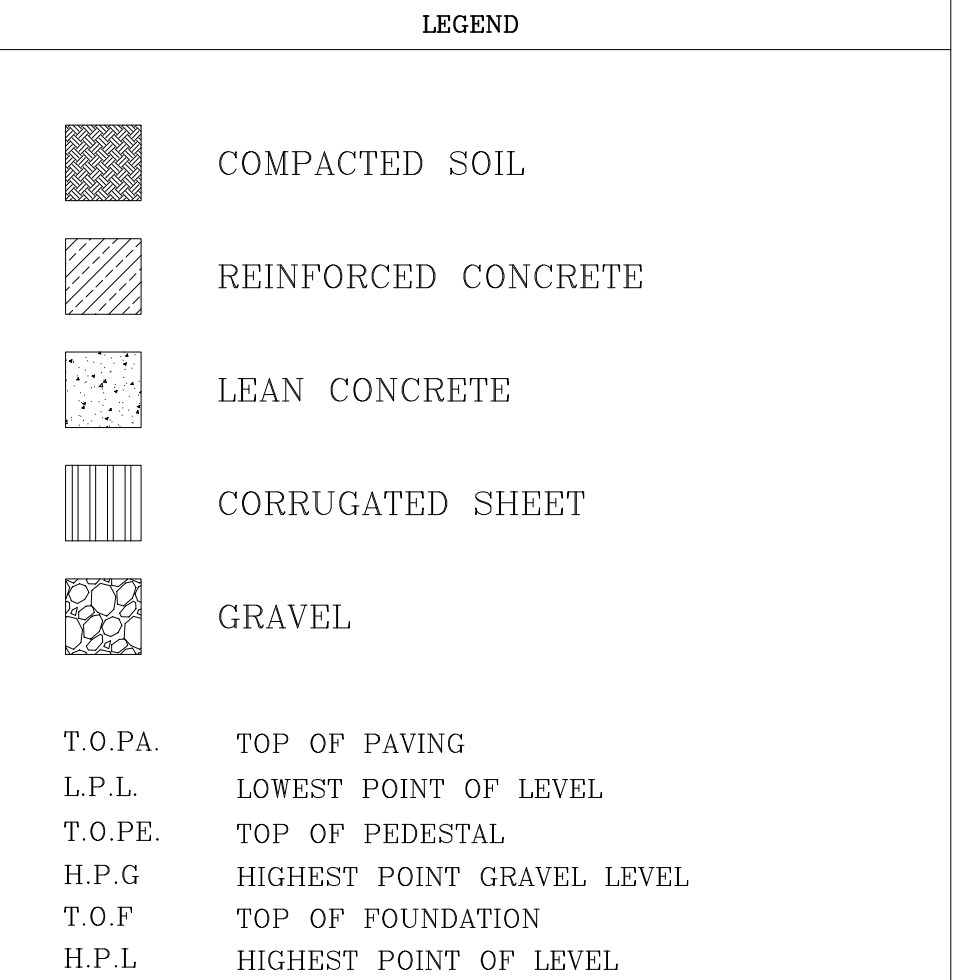 LEGEND
COMPACTED SOIL
REINFORCED CONCRETE
LEAN CONCRETE
CORRUGATED SHEET
GRAVEL
T.O.PA. TOP OF PAVING
L.P.L. LOWEST POINT OF LEVEL
T.O.PE. TOP OF PEDESTAL
H.P.G HIGHEST POINT GRAVEL LEVEL
T.O.F TOP OF FOUNDATION
H.P.L HIGHEST POINT OF LEVEL